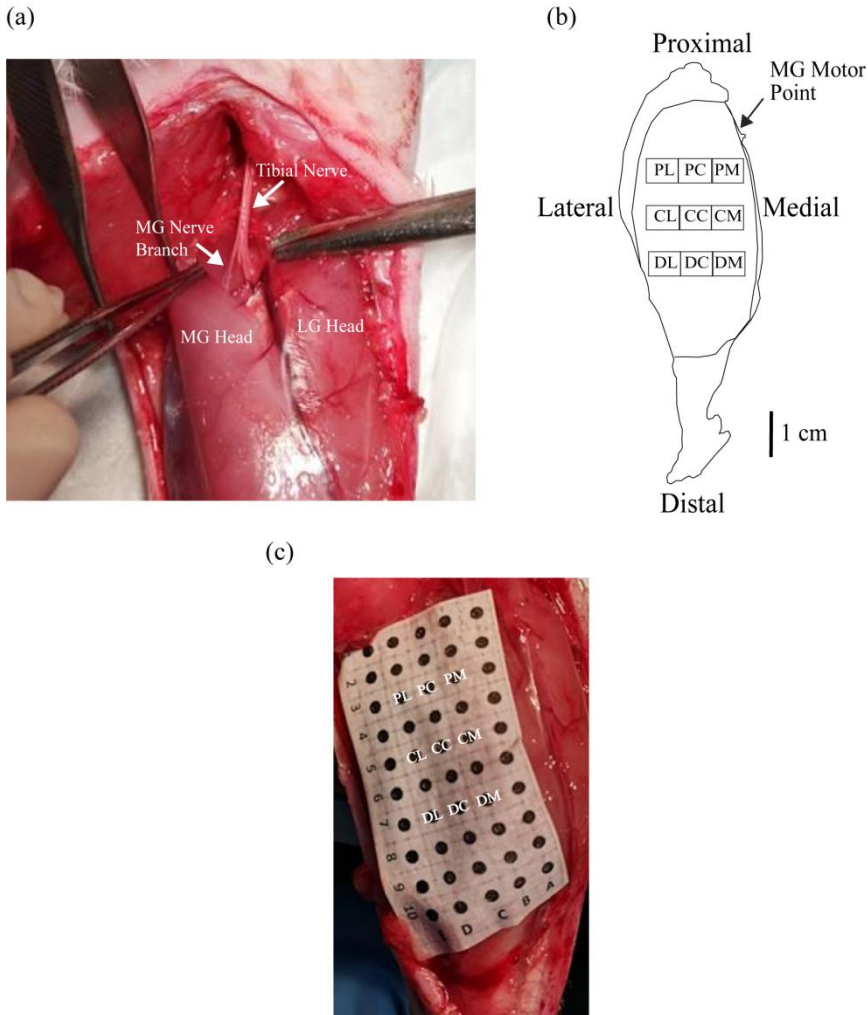 (a)
Tibial Nerve
MG Nerve
Branch
MG Head
LG Head
(b)
Proximal
MG Motor
Point
PL PC PM
Lateral
CL CC CM
Medial
DL DC DM
1 cm
Distal
(c)
2
PL PC PM
3
4
CL CC CM
5
6
DL DC DM
7
8
9
10
D C B A